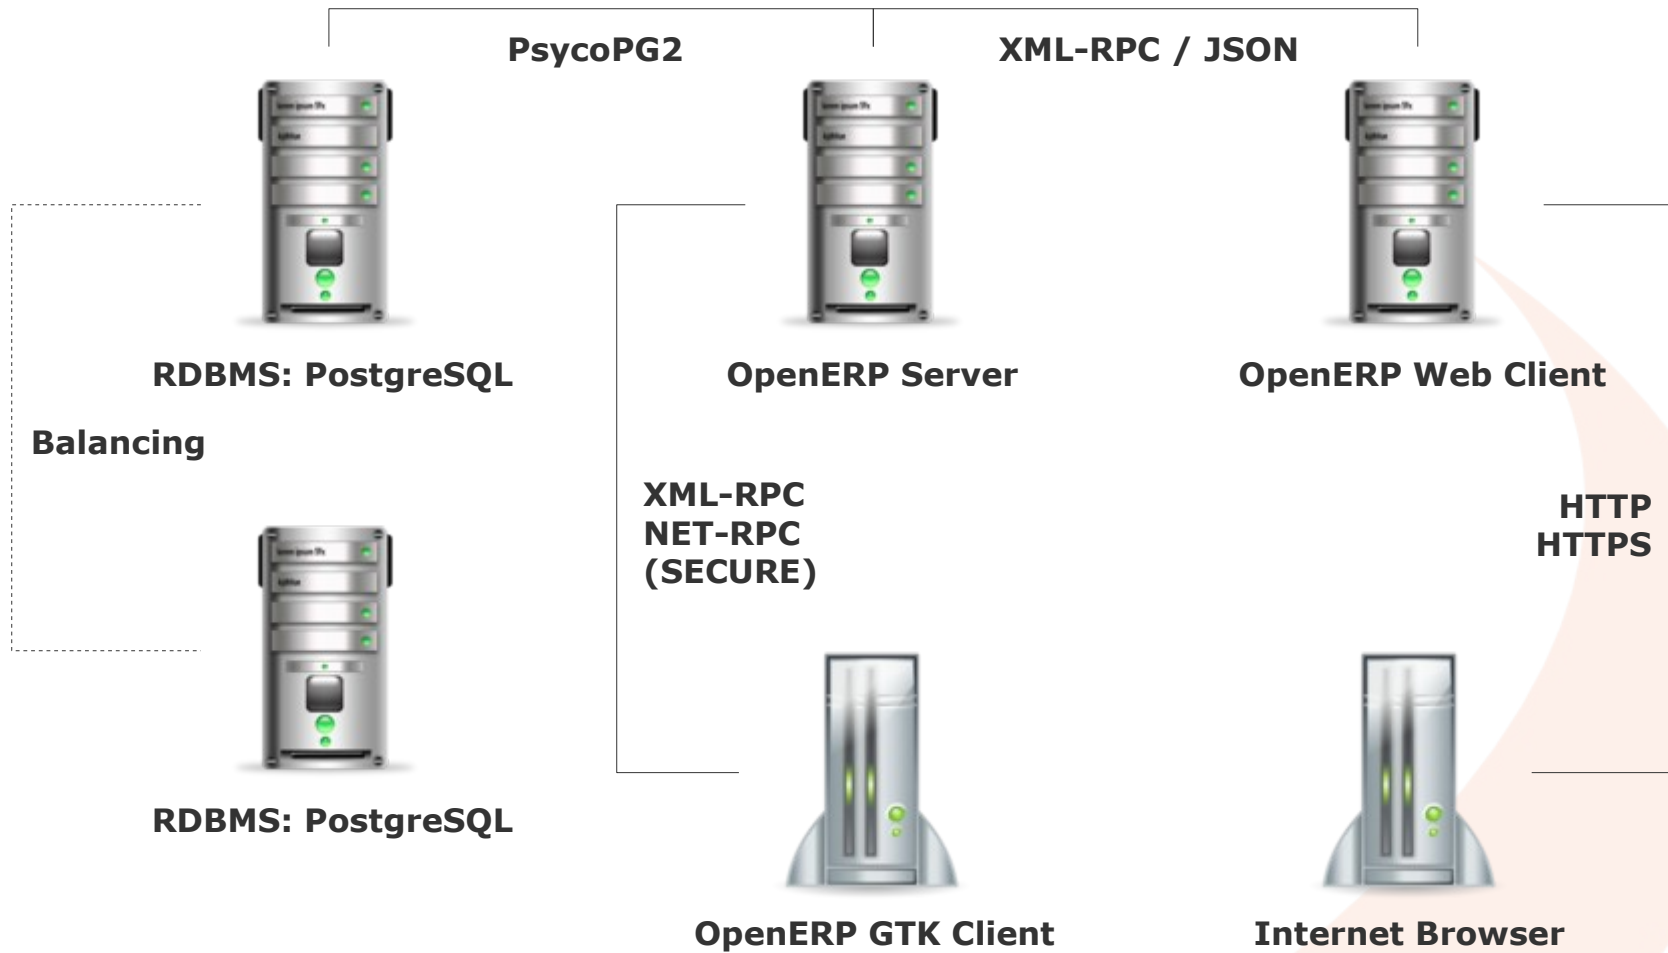 PsycoPG2
XML-RPC / JSON
RDBMS: PostgreSQL
OpenERP Server
OpenERP Web Client
Balancing
XML-RPC
NET-RPC
(SECURE)
HTTP
HTTPS
RDBMS: PostgreSQL
OpenERP GTK Client
Internet Browser